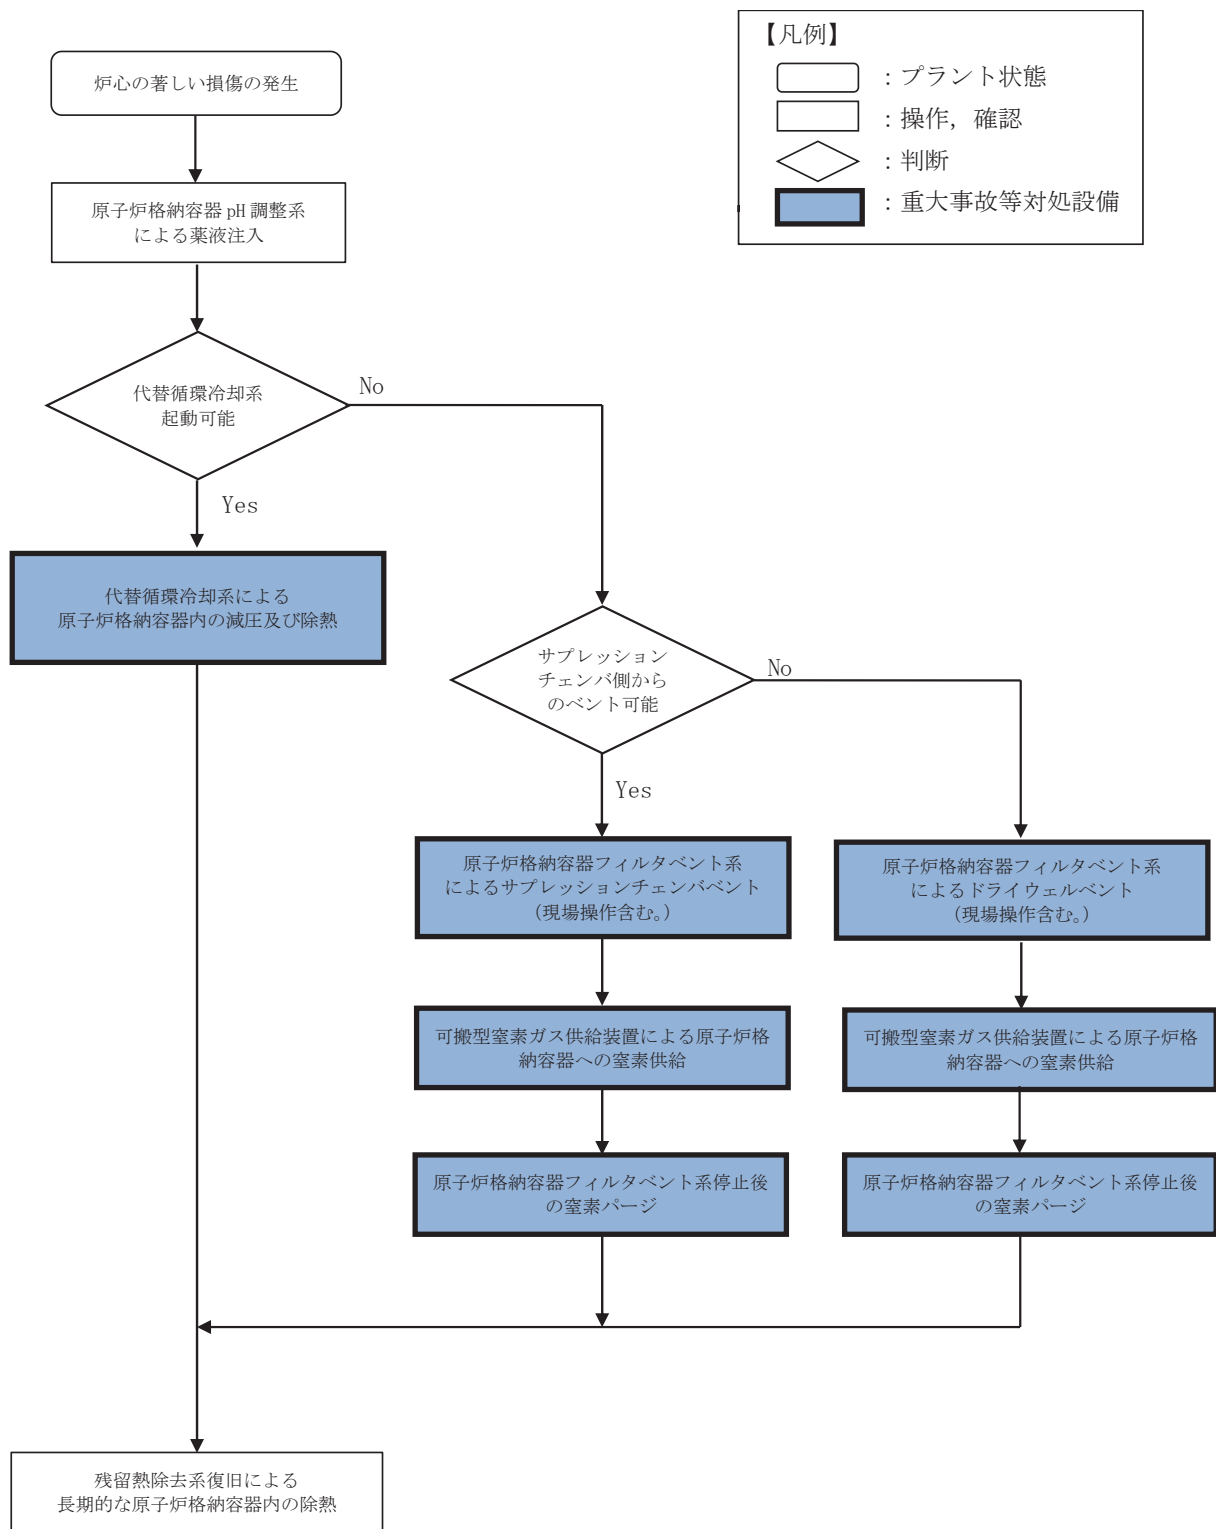 【凡例】
：プラント状態
：操作，確認
：判断
：重大事故等対処設備
炉心の著しい損傷の発生
原子炉格納容器 pH 調整系
による薬液注入
代替循環冷却系
起動可能
No
Yes
代替循環冷却系による
原子炉格納容器内の減圧及び除熱
サプレッション
チェンバ側から
のベント可能
No
Yes
原子炉格納容器フィルタベント系
によるサプレッションチェンバベント
（現場操作含む。）
原子炉格納容器フィルタベント系
によるドライウェルベント
（現場操作含む。）
可搬型窒素ガス供給装置による原子炉格
納容器への窒素供給
可搬型窒素ガス供給装置による原子炉格
納容器への窒素供給
原子炉格納容器フィルタベント系停止後
の窒素パージ
原子炉格納容器フィルタベント系停止後
の窒素パージ
残留熱除去系復旧による
長期的な原子炉格納容器内の除熱